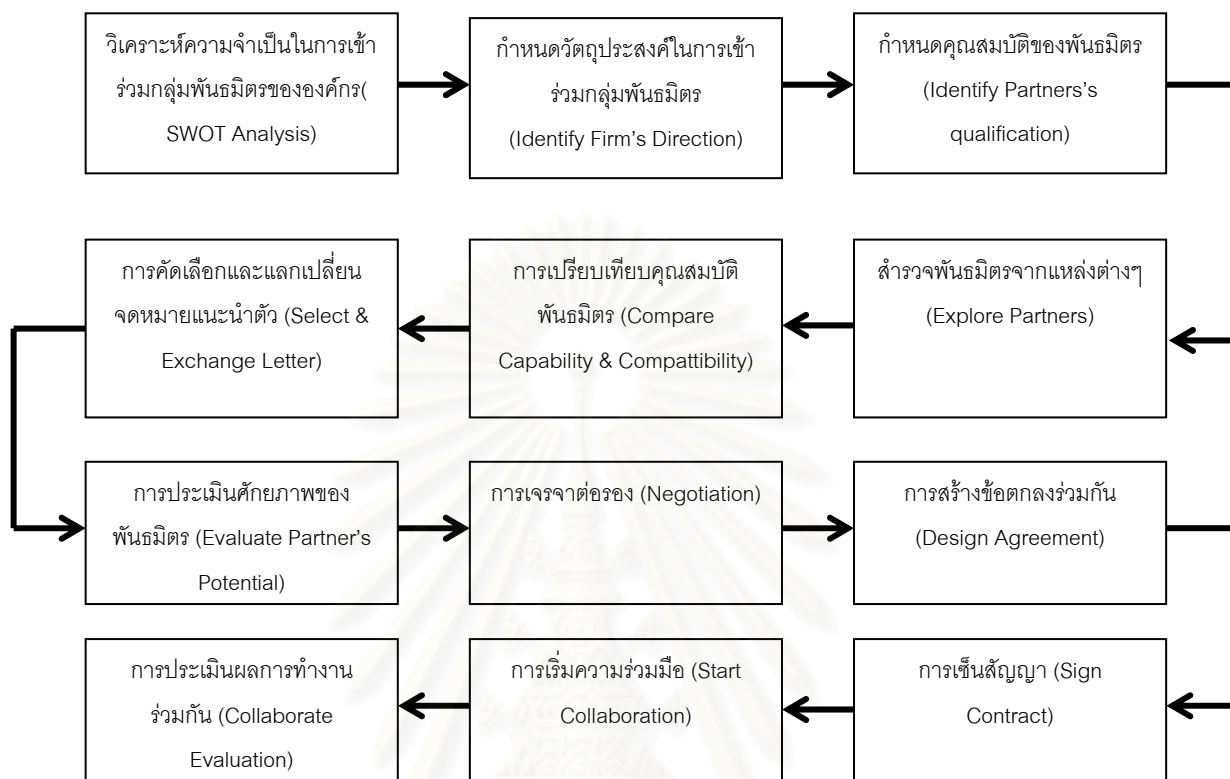 วิเคราะห์ความจำเป็นในการเข้า
ร่วมกลุ่มพันธมิตรขององค์กร(
SWOT Analysis)
กำหนดวัตถุประสงค์ในการเข้า
ร่วมกลุ่มพันธมิตร
(Identify Firm's Direction)
กำหนดคุณสมบัติของพันธมิตร
(Identify Partners's
qualification)
สำรวจพันธมิตรจากแหล่งต่างๆ
(Explore Partners)
การเปรียบเทียบคุณสมบัติ
พันธมิตร (Compare
Capability & Compattibility)
การคัดเลือกและแลกเปลี่ยน
จดหมายแนะนำตัว (Select &
Exchange Letter)
การประเมินศักยภาพของ
พันธมิตร (Evaluate Partner's
Potential)
การเจรจาต่อรอง (Negotiation)
การสร้างข้อตกลงร่วมกัน
(Design Agreement)
การเซ็นสัญญา (Sign
Contract)
การเริ่มความร่วมมือ (Start
Collaboration)
การประเมินผลการทำงาน
ร่วมกัน (Collaborate
Evaluation)